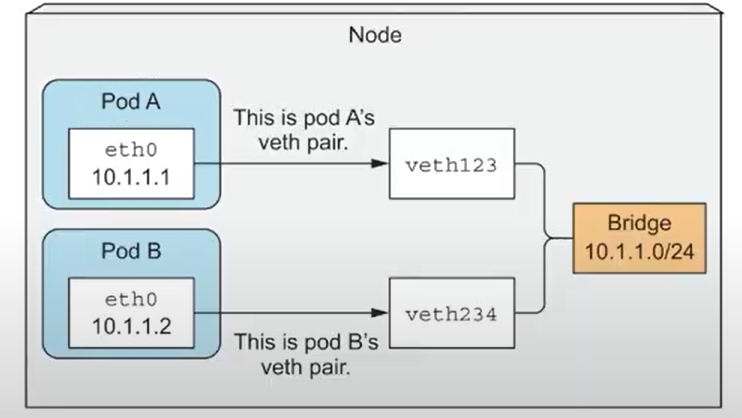 Node
Pod A
eth0
10.1.1.1
This is pod A's
veth pair.
veth123
Bridge
10.1.1.0/24
Pod B
eth0
10.1.1.2
This is pod B's
veth pair.
veth234